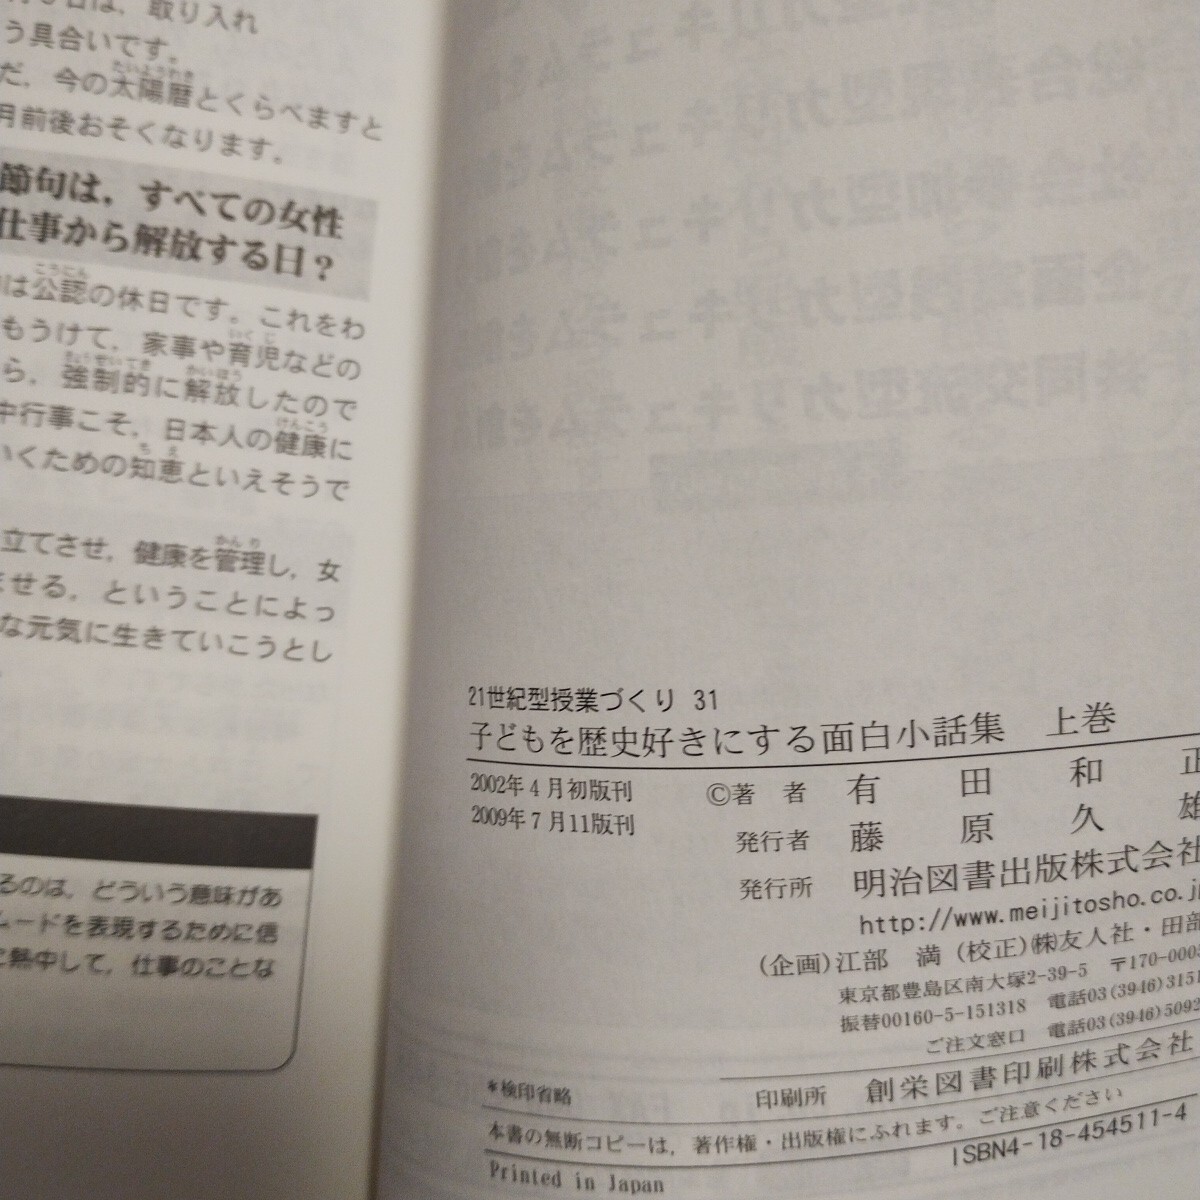 日は，取り入れ
う具合いです。
だ，今の太陽暦とくらべますと
月前後おそくなります。
節句は，すべての女性
仕事から解放する日？
は公認の休日です。これをわ
もうけて，家事や育児などの
ら，強制的に解放したので
中行事こそ，日本人の健康に
いくための知恵といえそうで
立てさせ，健康を管理し，女
ませる，ということによっ
な元気に生きていこうとし
るのは，どういう意味があ
ムードを表現するために信
に熱中して，仕事のことな
21世紀型授業づくり 31
子どもを歴史好きにする面白小話集　上巻
2002年4月初版刊　©著　者　有　田　和　正
2009年7月11版刊　発行者　藤　原　久　雄
発行所　明治図書出版株式会社
http://www.meijitosho.co.j
(企画)江部　満 (校正)㈱友人社・田部
東京都豊島区南大塚2-39-5　〒170-0005
振替00160-5-151318　電話03(3946)3151
ご注文窓口　電話03(3946)5092
*検印省略　印刷所　創栄図書印刷株式会社
本書の無断コピーは，著作権・出版権にふれます。ご注意ください
Printed in Japan　ISBN4-18-454511-4